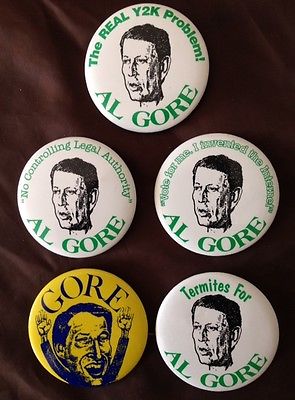 The REAL Y2K Problem!
AL GORE
"No Controlling Legal Authority"
AL GORE
"Vote for me, I invented the Internet"
AL GORE
GORE
Termites For
AL GORE